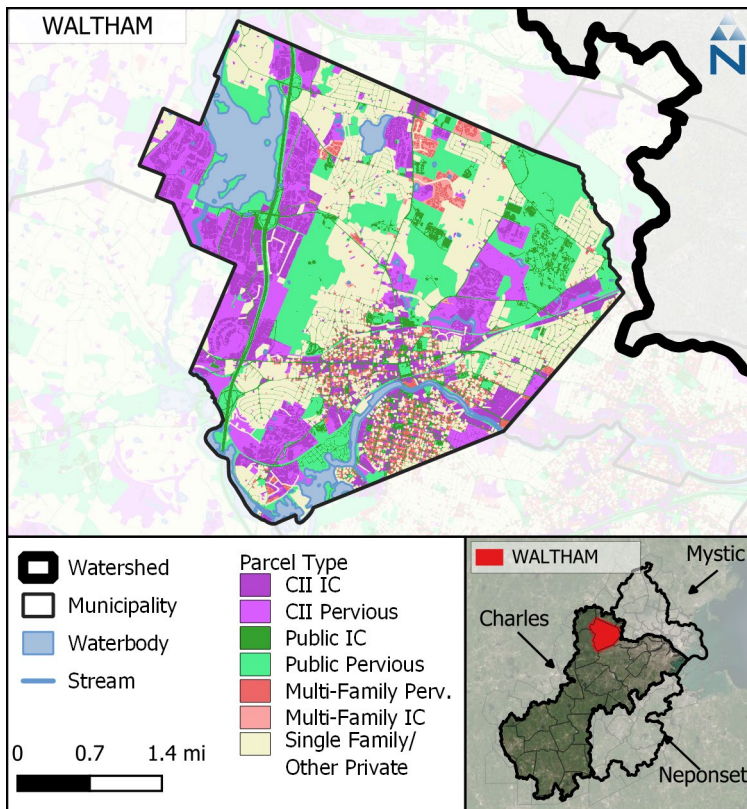 WALTHAM
N
Watershed
Municipality
Waterbody
Stream
0 0.7 1.4 mi
Parcel Type
CII IC
CII Pervious
Public IC
Public Pervious
Multi-Family Perv.
Multi-Family IC
Single Family/
Other Private
WALTHAM
Mystic
Charles
Neponset